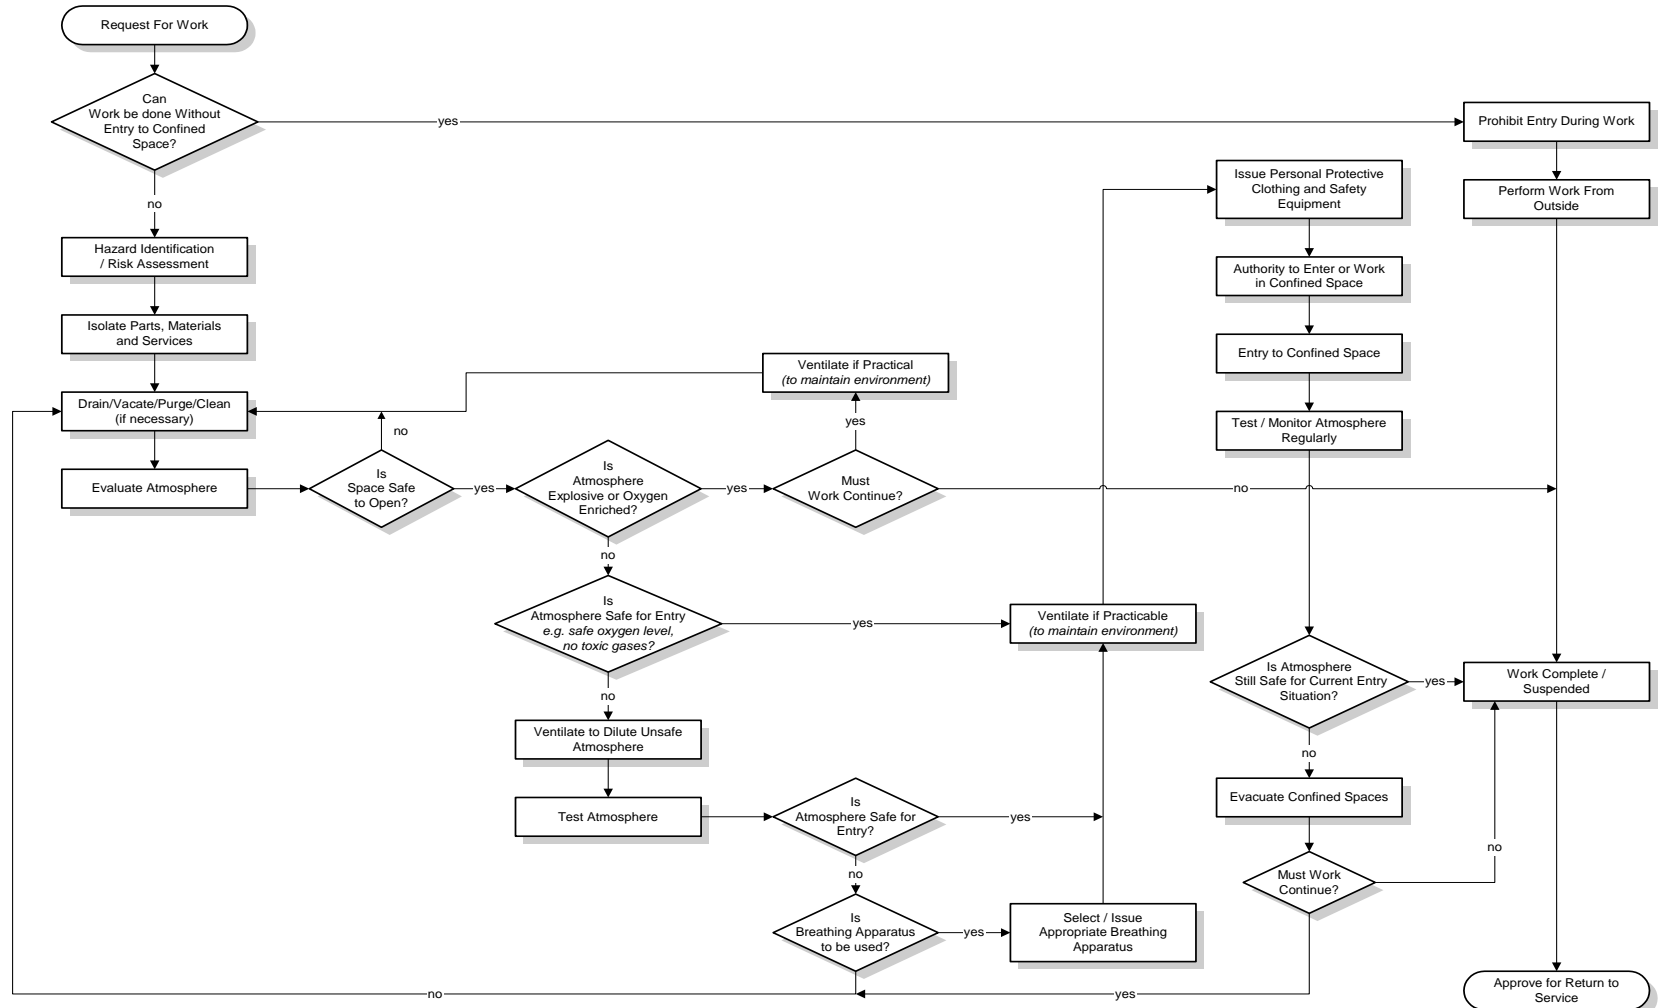 Request For Work
Can
Work be done Without
Entry to Confined
Space?
yes
Prohibit Entry During Work
Issue Personal Protective
Clothing and Safety
Equipment
Perform Work From
Outside
no
Hazard Identification
/ Risk Assessment
Authority to Enter or Work
in Confined Space
Isolate Parts, Materials
and Services
Entry to Confined Space
Ventilate if Practical
(to maintain environment)
Drain/Vacate/Purge/Clean
(if necessary)
no
yes
Test / Monitor Atmosphere
Regularly
Evaluate Atmosphere
Is
Space Safe
to Open?
yes
Is
Atmosphere
Explosive or Oxygen
Enriched?
yes
Must
Work Continue?
no
no
Is
Atmosphere Safe for Entry
e.g. safe oxygen level,
no toxic gases?
yes
Ventilate if Practicable
(to maintain environment)
Is Atmosphere
Still Safe for Current Entry
Situation?
yes
Work Complete /
Suspended
no
Ventilate to Dilute Unsafe
Atmosphere
no
Evacuate Confined Spaces
Test Atmosphere
Is
Atmosphere Safe for
Entry?
yes
no
no
Must Work
Continue?
Is
Breathing Apparatus
to be used?
yes
Select / Issue
Appropriate Breathing
Apparatus
no
yes
Approve for Return to
Service